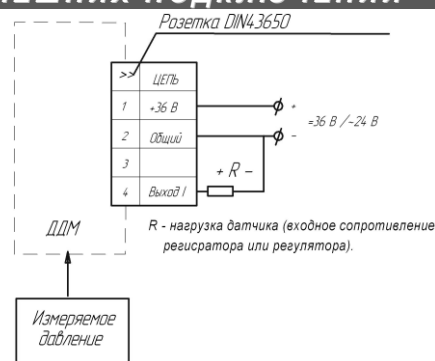 Розетка DIN43650
>> ЦЕПЬ
1 +36 В
2 Общий
3
4 Выход I
+
=36 В /~24 В
−
+ R −
ДДМ
R - нагрузка датчика (входное сопротивление
регисратора или регулятора).
Измеряемое
давление